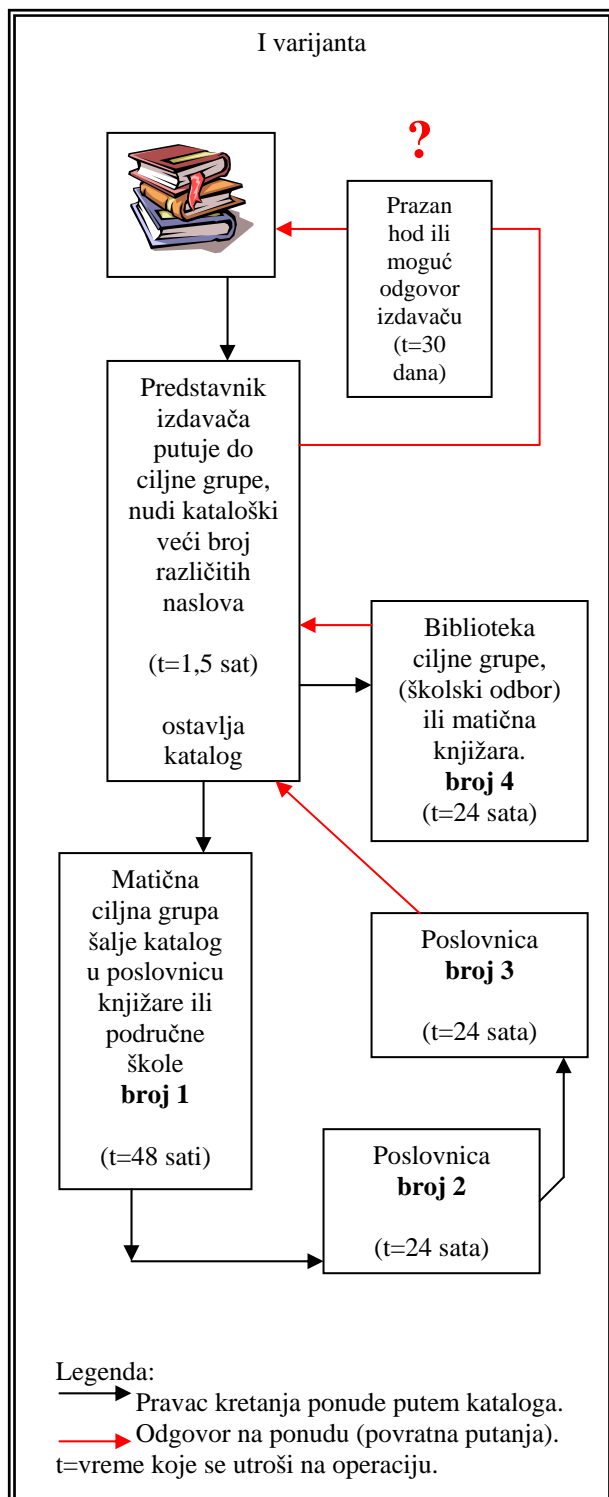 I varijanta
?
Prazan
hod ili
moguć
odgovor
izdavaču
(t=30
dana)
Predstavnik
izdavača
putuje do
ciljne grupe,
nudi kataloški
veći broj
različitih
naslova
(t=1,5 sat)
ostavlja
katalog
Biblioteka
ciljne grupe,
(školski odbor)
ili matična
knjižara.
broj 4
(t=24 sata)
Matična
ciljna grupa
šalje katalog
u poslovnicu
knjižare ili
područne
škole
broj 1
(t=48 sati)
Poslovnica
broj 3
(t=24 sata)
Poslovnica
broj 2
(t=24 sata)
Legenda:
Pravac kretanja ponude putem kataloga.
Odgovor na ponudu (povratna putanja).
t=vreme koje se utroši na operaciju.